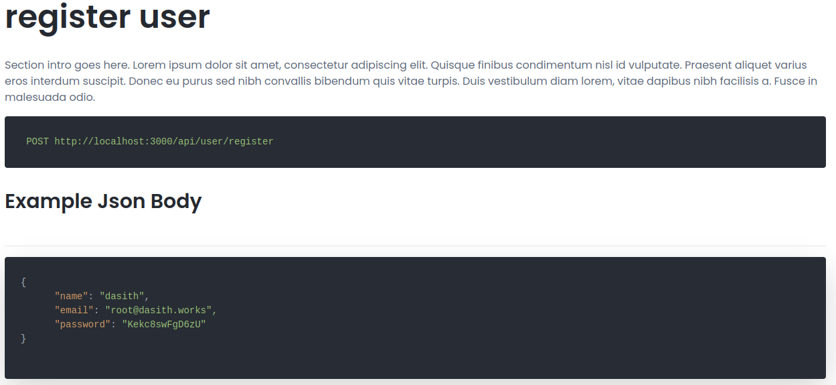 register user
Section intro goes here. Lorem ipsum dolor sit amet, consectetur adipiscing elit. Quisque finibus condimentum nisl id vulputate. Praesent aliquet varius
eros interdum suscipit. Donec eu purus sed nibh convallis bibendum quis vitae turpis. Duis vestibulum diam lorem, vitae dapibus nibh facilisis a. Fusce in
malesuada odio.
POST http://localhost:3000/api/user/register
Example Json Body
{
"name": "dasith",
"email": "root@dasith.works",
"password": "Kekc8swFgD6zU"
}